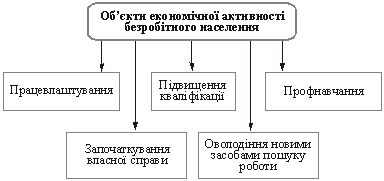 Об’єкти економічної активності
безробітного населення
Працевлаштування
Підвищення
кваліфікації
Профнавчання
Започаткування
власної справи
Оволодіння новими
засобами пошуку
роботи